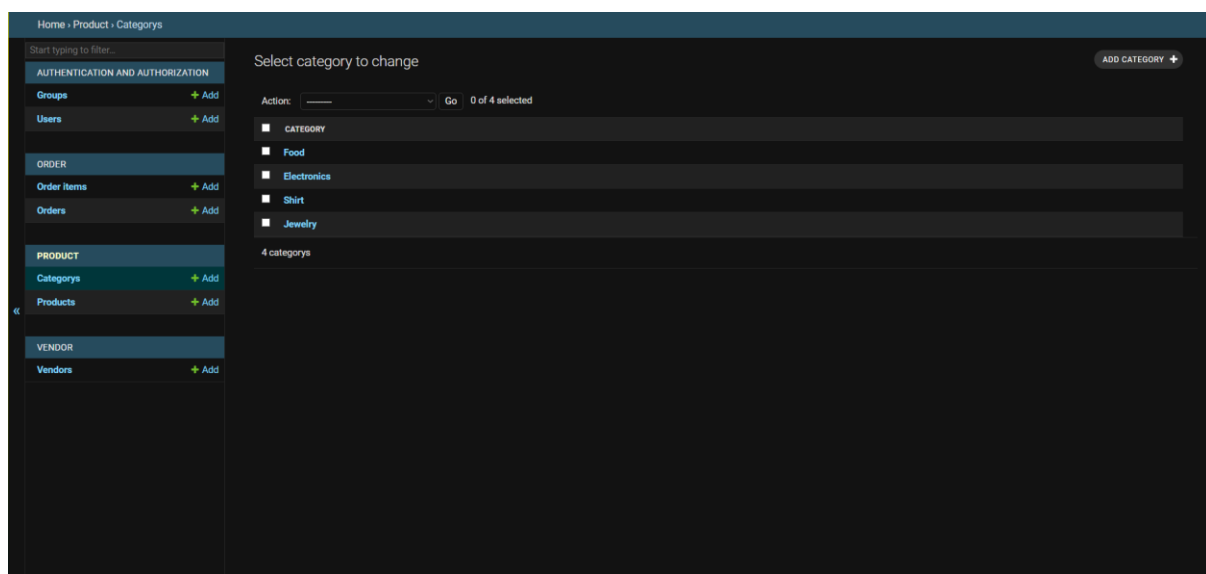 Home › Product › Categorys
Start typing to filter...
AUTHENTICATION AND AUTHORIZATION
Groups + Add
Users + Add
ORDER
Order items + Add
Orders + Add
PRODUCT
Categorys + Add
Products + Add
VENDOR
Vendors + Add
«
Select category to change
ADD CATEGORY +
Action: --------- Go 0 of 4 selected
CATEGORY
Food
Electronics
Shirt
Jewelry
4 categorys